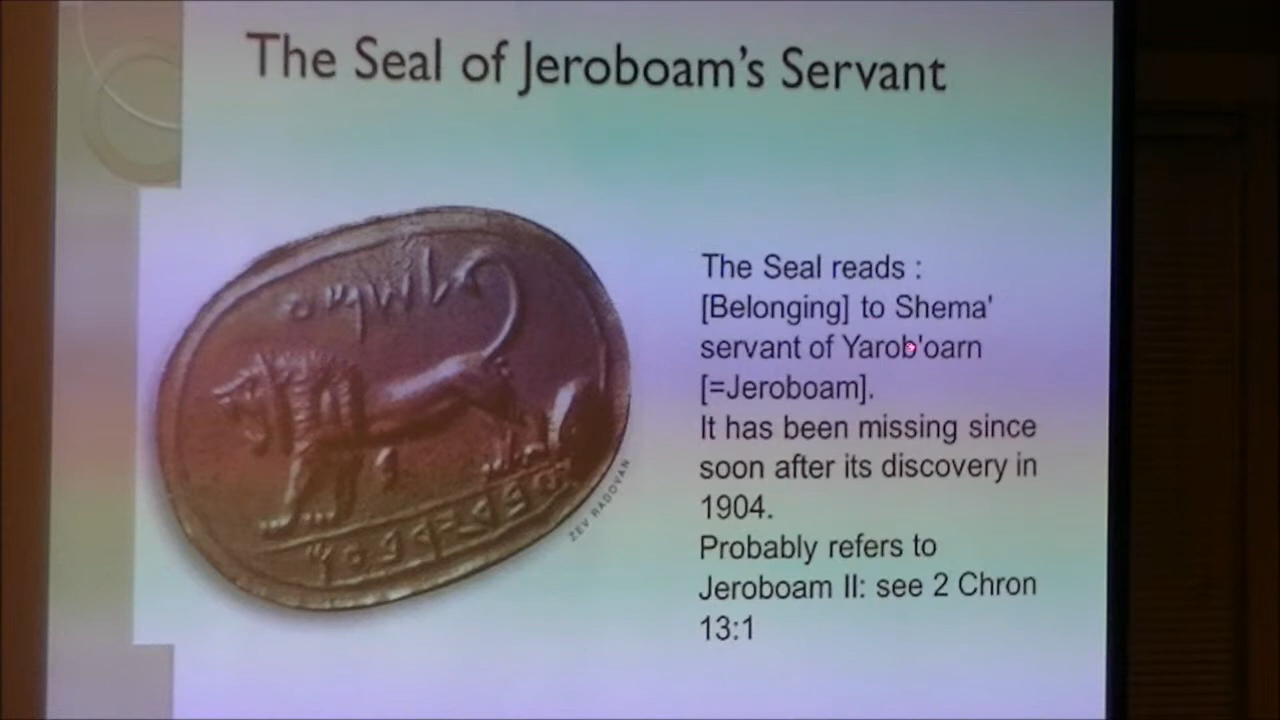 The Seal of Jeroboam's Servant
The Seal reads :
[Belonging] to Shema'
servant of Yarob'oarn
[=Jeroboam].
It has been missing since
soon after its discovery in
1904.
Probably refers to
Jeroboam II: see 2 Chron
13:1
ZEV RADOVAN